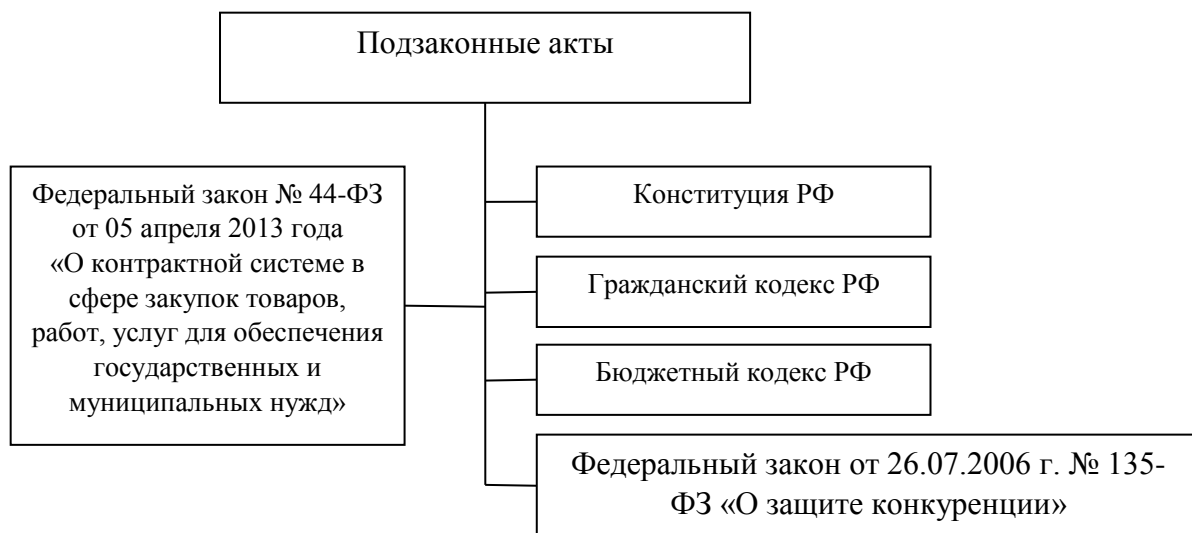 Подзаконные акты
Федеральный закон № 44-ФЗ
от 05 апреля 2013 года
«О контрактной системе в
сфере закупок товаров,
работ, услуг для обеспечения
государственных и
муниципальных нужд»
Конституция РФ
Гражданский кодекс РФ
Бюджетный кодекс РФ
Федеральный закон от 26.07.2006 г. № 135-
ФЗ «О защите конкуренции»